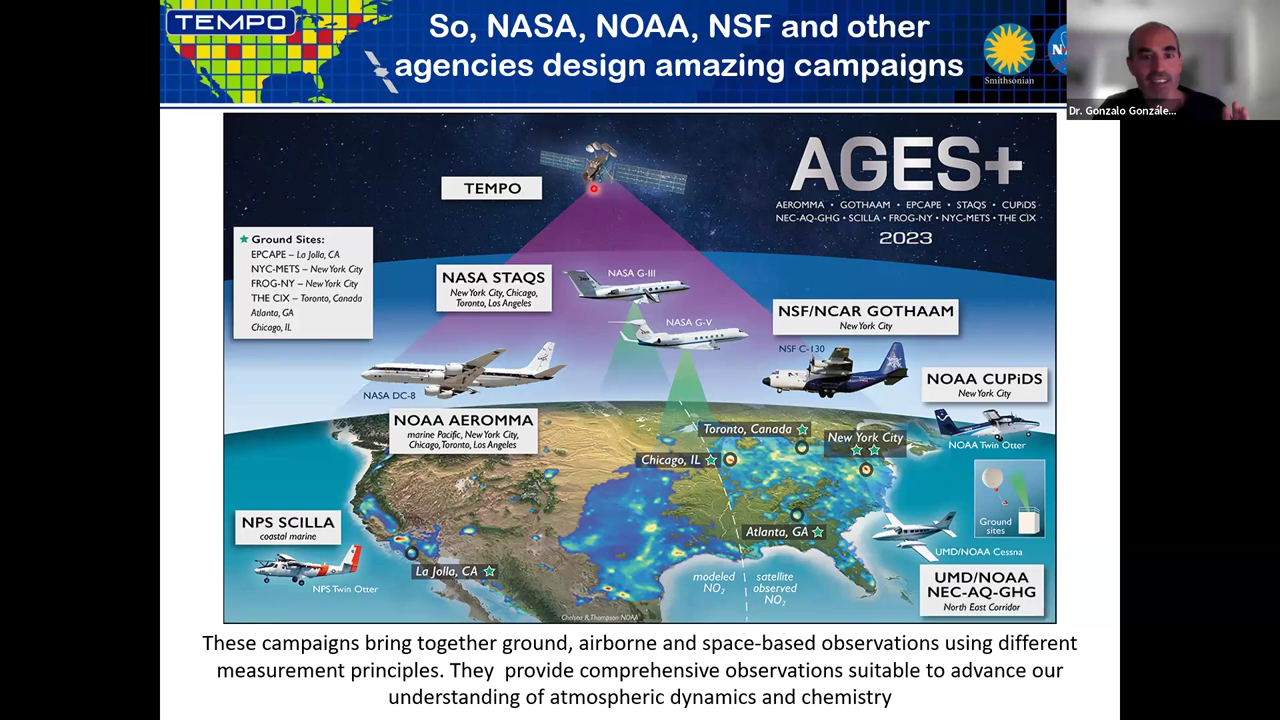 TEMPO
So, NASA, NOAA, NSF and other
agencies design amazing campaigns
Smithsonian
Dr. Gonzalo Gonzále...
AGES+
AEROMMA • GOTHAAM • EPCAPE • STAQS • CUPiDS
NEC-AQ-GHG • SCILLA • FROG-NY • NYC-METS • THE CIX
2023
TEMPO
Ground Sites:
EPCAPE – La Jolla, CA
NYC-METS – New York City
FROG-NY – New York City
THE CIX – Toronto, Canada
Atlanta, GA
Chicago, IL
NASA STAQS
New York City, Chicago,
Toronto, Los Angeles
NASA G-III
NASA G-V
NSF/NCAR GOTHAAM
New York City
NSF C-130
NOAA CUPiDS
New York City
NOAA Twin Otter
NASA DC-8
NOAA AEROMMA
marine Pacific, New York City,
Chicago, Toronto, Los Angeles
Toronto, Canada
New York City
Chicago, IL
Atlanta, GA
Ground
sites
NPS SCILLA
coastal marine
NPS Twin Otter
La Jolla, CA
UMD/NOAA Cessna
UMD/NOAA
NEC-AQ-GHG
North East Corridor
modeled
NO₂
satellite
observed
NO₂
Chelsea R.Thompson NOAA
These campaigns bring together ground, airborne and space-based observations using different
measurement principles. They  provide comprehensive observations suitable to advance our
understanding of atmospheric dynamics and chemistry